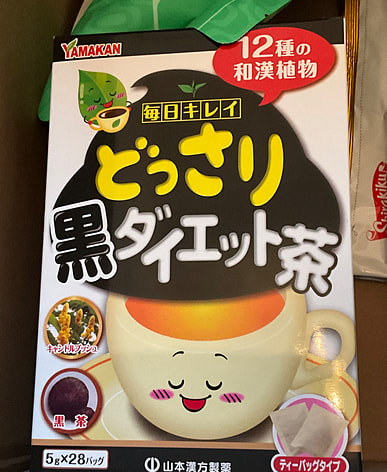 YAMAKAN
12種の
和漢植物
毎日キレイ
どっさり
黒ダイエット茶
キャンドルブッシュ
黒茶
5g×28バッグ
山本漢方製薬
ティーバッグタイプ
Shirakiku